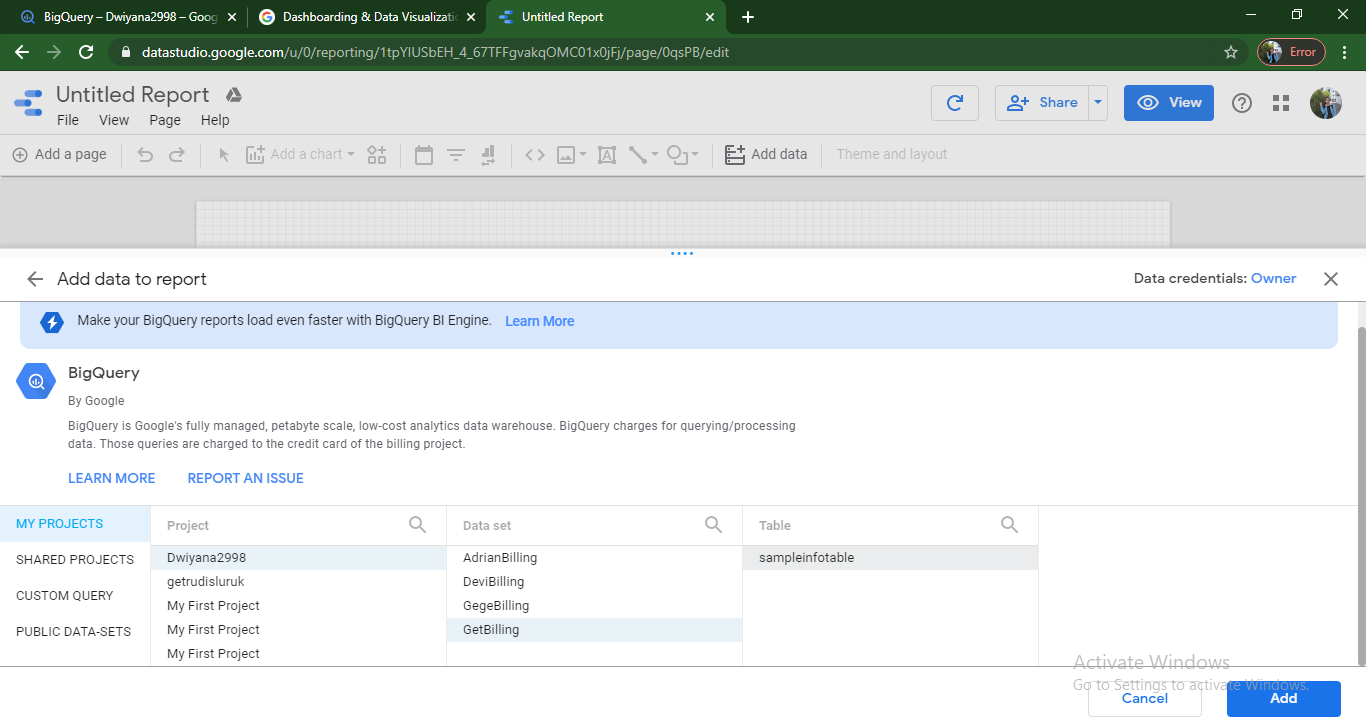 BigQuery – Dwiyana2998 – Goog
Dashboarding & Data Visualizatio
Untitled Report
datastudio.google.com/u/0/reporting/1tpYIUSbEH_4_67TFFgvakqOMC01x0jFj/page/0qsPB/edit
Error
Untitled Report
File View Page Help
Share
View
Add a page
Add a chart
Add data
Theme and layout
Add data to report
Data credentials: Owner
Make your BigQuery reports load even faster with BigQuery BI Engine. Learn More
BigQuery
By Google
BigQuery is Google's fully managed, petabyte scale, low-cost analytics data warehouse. BigQuery charges for querying/processing
data. Those queries are charged to the credit card of the billing project.
LEARN MORE REPORT AN ISSUE
MY PROJECTS
SHARED PROJECTS
CUSTOM QUERY
PUBLIC DATA-SETS
Project
Dwiyana2998
getrudisluruk
My First Project
My First Project
My First Project
Data set
AdrianBilling
DeviBilling
GegeBilling
GetBilling
Table
sampleinfotable
Activate Windows
Go to Settings to activate Windows.
Cancel
Add